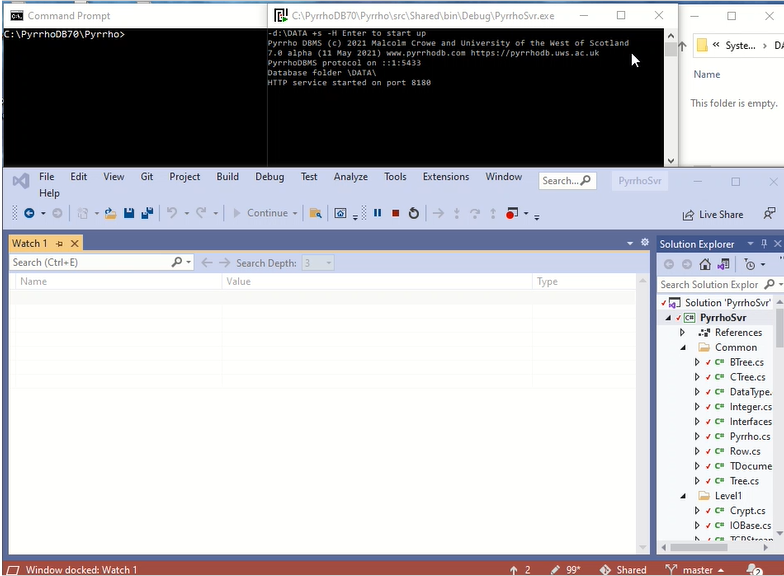 Command Prompt
C:\PyrrhoDB70\Pyrrho\src\Shared\bin\Debug\PyrrhoSvr.exe
C:\PyrrhoDB70\Pyrrho>
-d:\DATA +s -H Enter to start up
Pyrrho DBMS (c) 2021 Malcolm Crowe and University of the West of Scotland
7.0 alpha (11 May 2021) www.pyrrhodb.com https://pyrrhodb.uws.ac.uk
PyrrhoDBMS protocol on ::1:5433
Database folder \DATA\
HTTP service started on port 8180
« Syste... > DA
Name
This folder is empty.
File Edit View Git Project Build Debug Test Analyze Tools Extensions Window Search... PyrrhoSvr
Help
Continue
Live Share
Watch 1
Search (Ctrl+E)
Search Depth: 3
Name Value Type
Solution Explorer
Search Solution Explor
Solution 'PyrrhoSvr'
PyrrhoSvr
References
Common
BTree.cs
CTree.cs
DataType.
Integer.cs
Interfaces
Pyrrho.cs
Row.cs
TDocume
Tree.cs
Level1
Crypt.cs
IOBase.cs
TCPStream
Window docked: Watch 1
2
99*
Shared
master
2